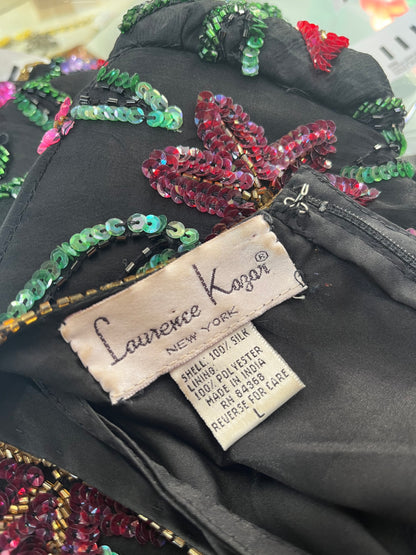 Laurence Kazar®
NEW YORK
SHELL: 100% SILK
LINING:
100% POLYESTER
MADE IN INDIA
RN 84368
REVERSE FOR CARE
L